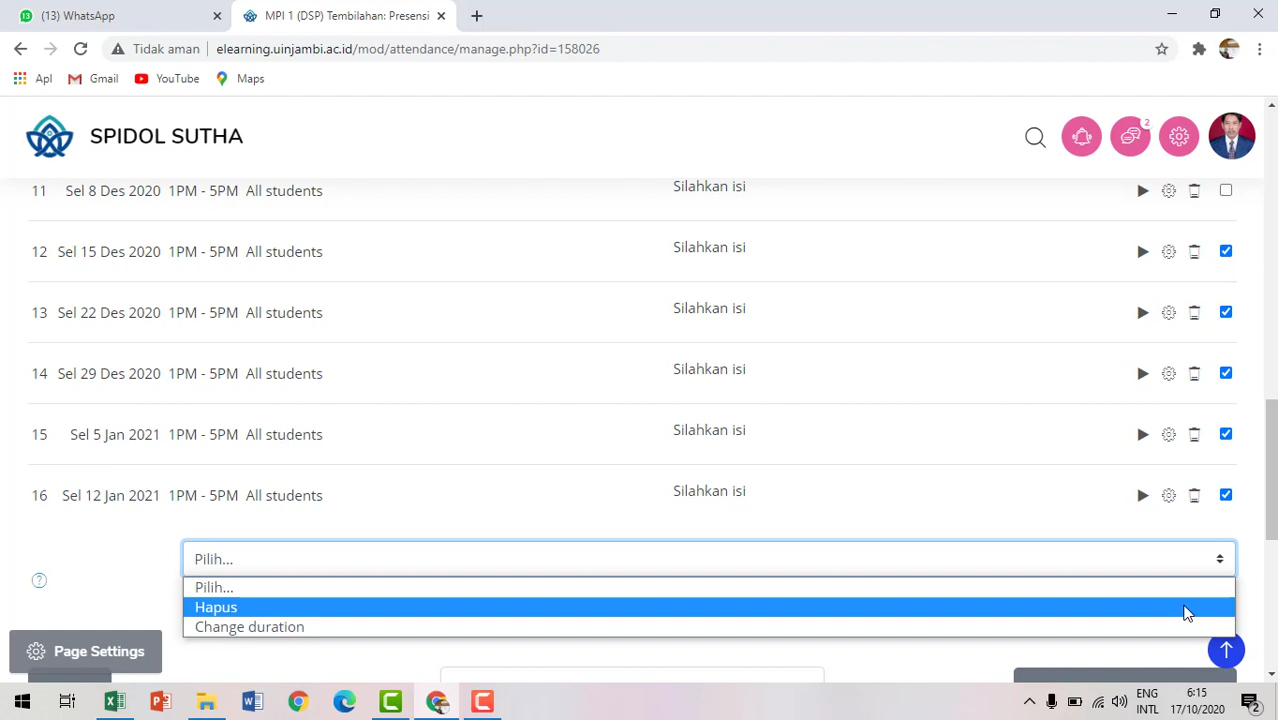 (13) WhatsApp
MPI 1 (DSP) Tembilahan: Presensi
Tidak aman
elearning.uinjambi.ac.id/mod/attendance/manage.php?id=158026
Apl Gmail YouTube Maps
SPIDOL SUTHA
2
11 Sel 8 Des 2020 1PM - 5PM All students Silahkan isi
12 Sel 15 Des 2020 1PM - 5PM All students Silahkan isi
13 Sel 22 Des 2020 1PM - 5PM All students Silahkan isi
14 Sel 29 Des 2020 1PM - 5PM All students Silahkan isi
15 Sel 5 Jan 2021 1PM - 5PM All students Silahkan isi
16 Sel 12 Jan 2021 1PM - 5PM All students Silahkan isi
Pilih...
Pilih...
Hapus
Change duration
Page Settings
ENG
INTL
6:15
17/10/2020
2